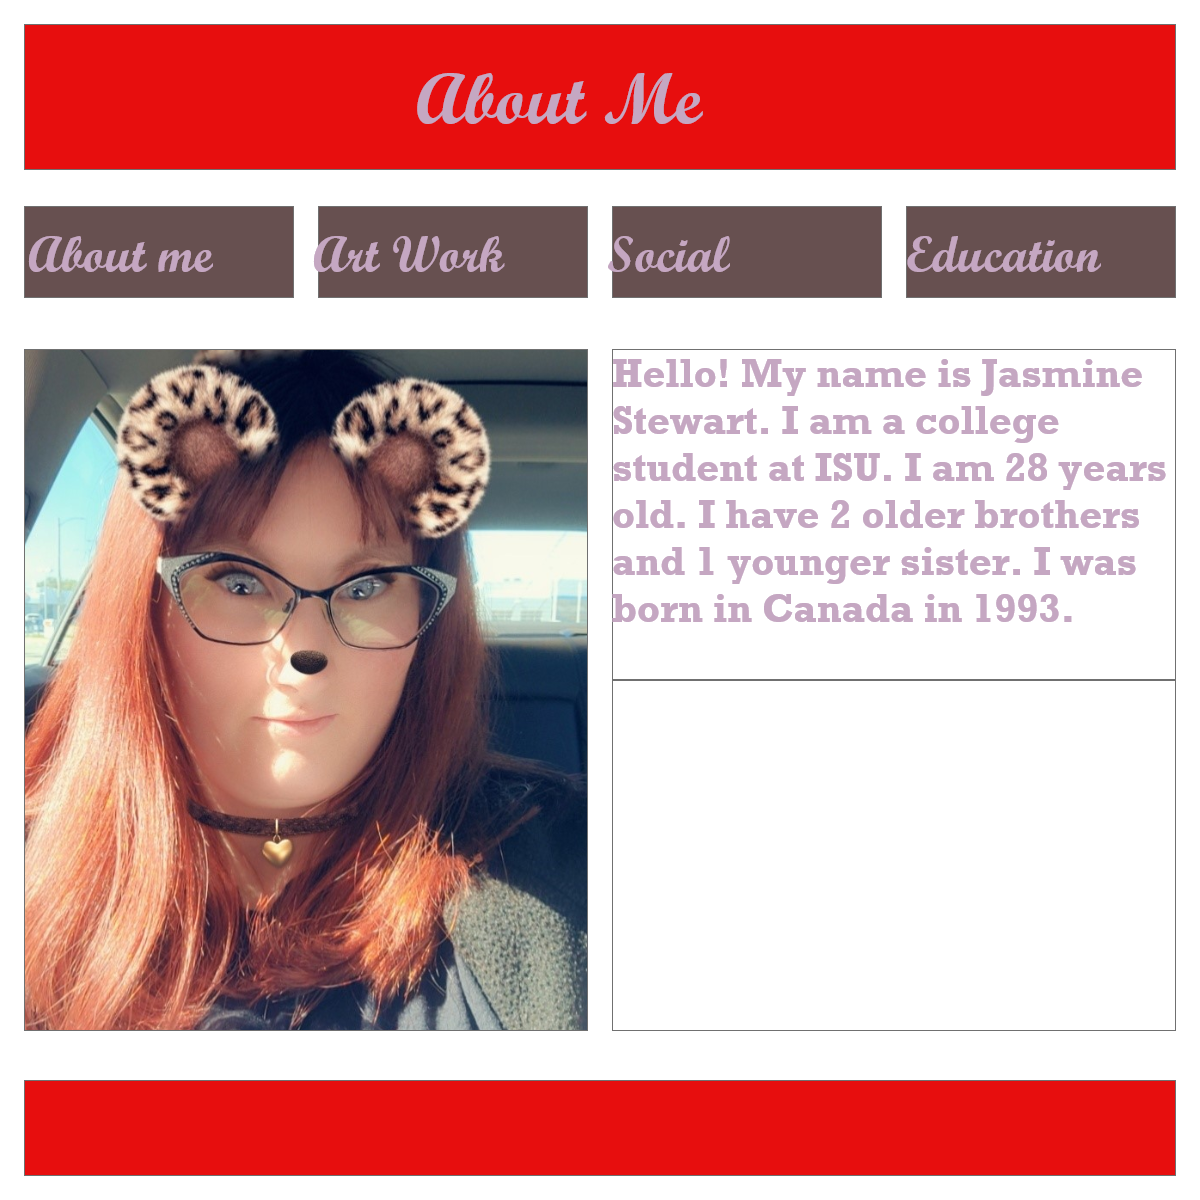 About Me
About me
Art Work
Social
Education
Hello! My name is Jasmine
Stewart. I am a college
student at ISU. I am 28 years
old. I have 2 older brothers
and 1 younger sister. I was
born in Canada in 1993.